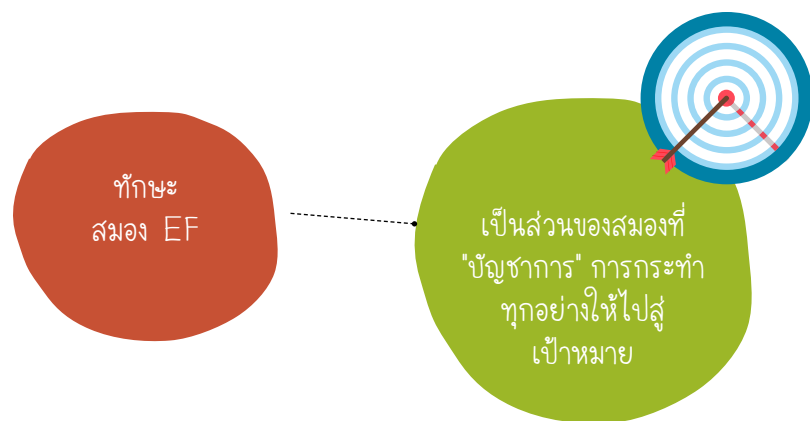 ทักษะ
สมอง EF
เป็นส่วนของสมองที่
"บัญชาการ" การกระทำ
ทุกอย่างให้ไปสู่
เป้าหมาย